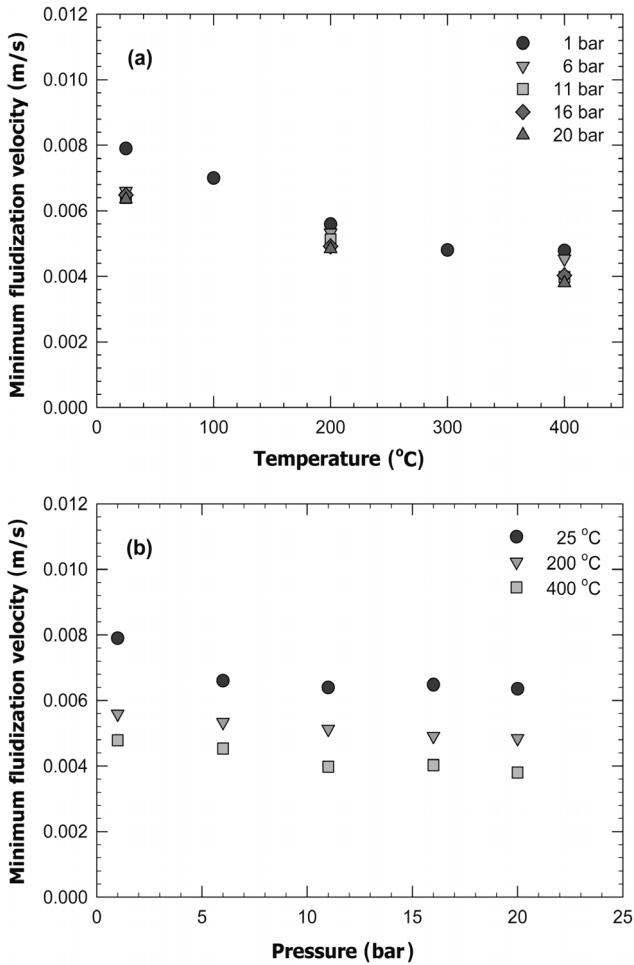 0.012
0.010
0.008
0.006
0.004
0.002
0.000
Minimum fluidization velocity (m/s)
(a)
1 bar
6 bar
11 bar
16 bar
20 bar
0 100 200 300 400
Temperature (°C)
0.012
0.010
0.008
0.006
0.004
0.002
0.000
Minimum fluidization velocity (m/s)
(b)
25 °C
200 °C
400 °C
0 5 10 15 20 25
Pressure (bar)